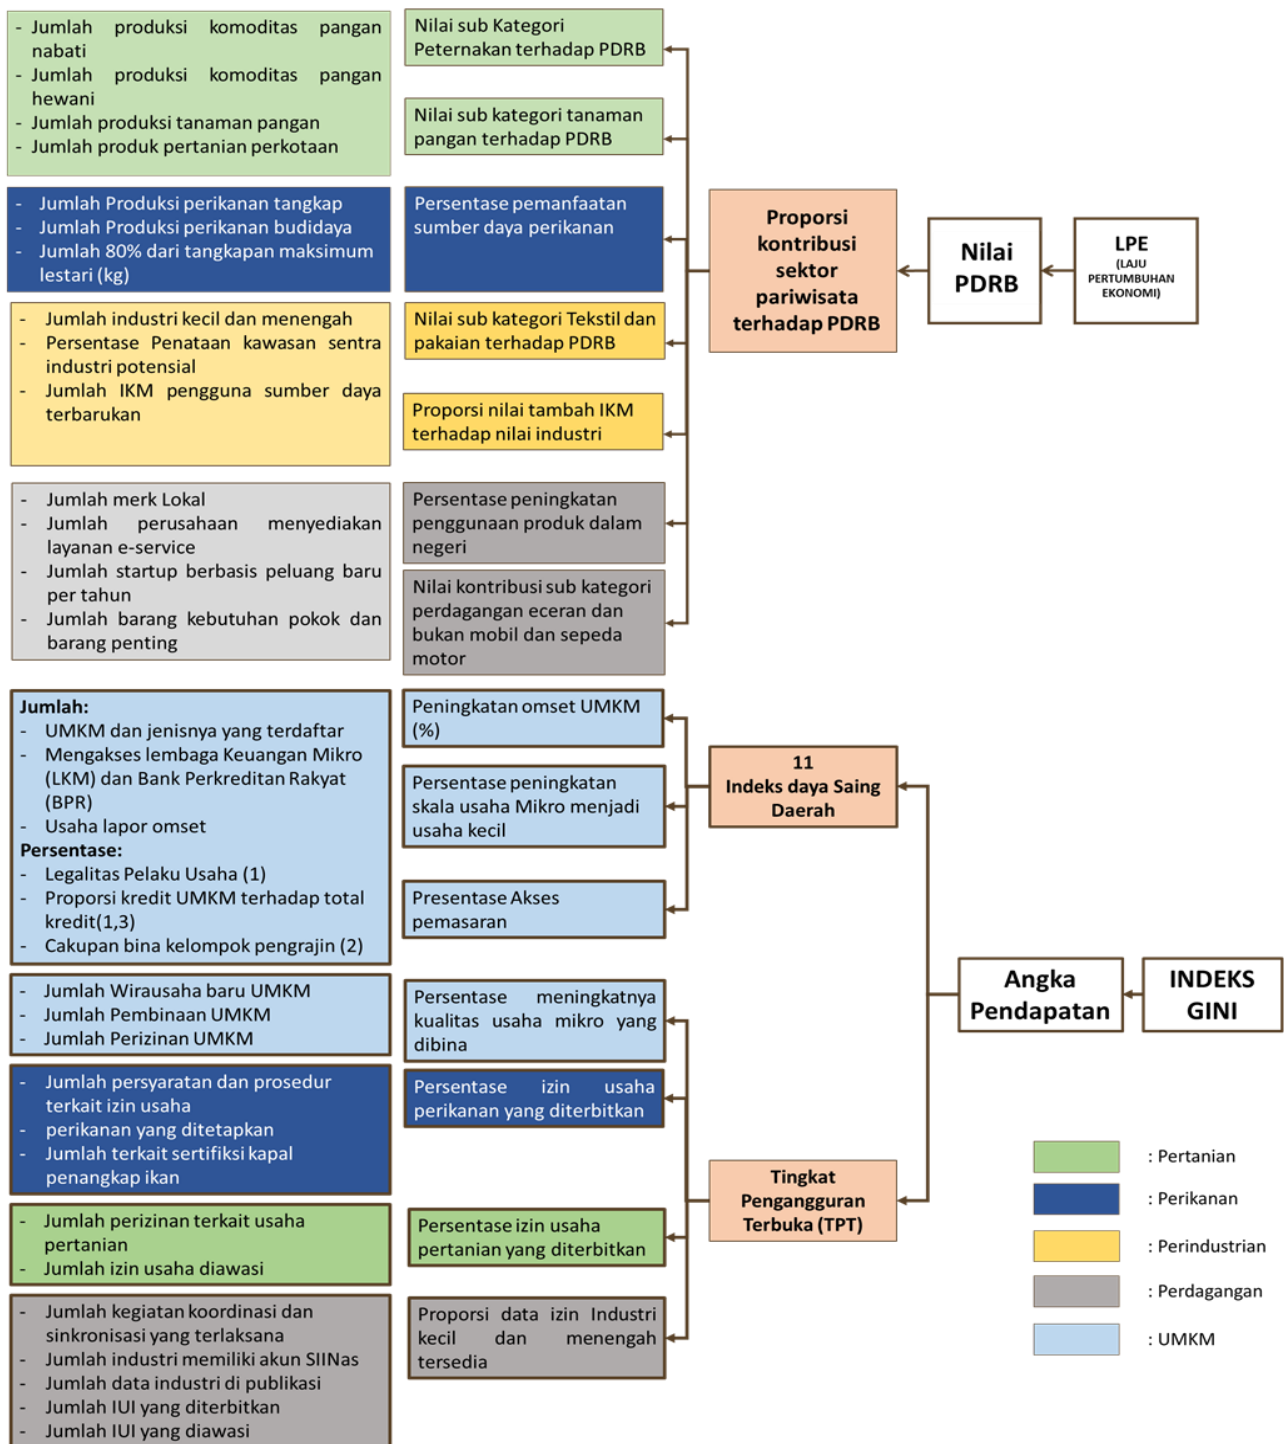 - Jumlah produksi komoditas pangan
nabati
- Jumlah produksi komoditas pangan
hewani
- Jumlah produksi tanaman pangan
- Jumlah produk pertanian perkotaan
Nilai sub Kategori
Peternakan terhadap PDRB
Nilai sub kategori tanaman
pangan terhadap PDRB
- Jumlah Produksi perikanan tangkap
- Jumlah Produksi perikanan budidaya
- Jumlah 80% dari tangkapan maksimum
lestari (kg)
Persentase pemanfaatan
sumber daya perikanan
- Jumlah industri kecil dan menengah
- Persentase Penataan kawasan sentra
industri potensial
- Jumlah IKM pengguna sumber daya
terbarukan
Nilai sub kategori Tekstil dan
pakaian terhadap PDRB
Proporsi nilai tambah IKM
terhadap nilai industri
- Jumlah merk Lokal
- Jumlah perusahaan menyediakan
layanan e-service
- Jumlah startup berbasis peluang baru
per tahun
- Jumlah barang kebutuhan pokok dan
barang penting
Persentase peningkatan
penggunaan produk dalam
negeri
Nilai kontribusi sub kategori
perdagangan eceran dan
bukan mobil dan sepeda
motor
Proporsi
kontribusi
sektor
pariwisata
terhadap PDRB
Nilai
PDRB
LPE
(LAJU
PERTUMBUHAN
EKONOMI)
Jumlah:
- UMKM dan jenisnya yang terdaftar
- Mengakses lembaga Keuangan Mikro
(LKM) dan Bank Perkreditan Rakyat
(BPR)
- Usaha lapor omset
Persentase:
- Legalitas Pelaku Usaha (1)
- Proporsi kredit UMKM terhadap total
kredit(1,3)
- Cakupan bina kelompok pengrajin (2)
Peningkatan omset UMKM
(%)
Persentase peningkatan
skala usaha Mikro menjadi
usaha kecil
Presentase Akses
pemasaran
11
Indeks daya Saing
Daerah
- Jumlah Wirausaha baru UMKM
- Jumlah Pembinaan UMKM
- Jumlah Perizinan UMKM
Persentase meningkatnya
kualitas usaha mikro yang
dibina
- Jumlah persyaratan dan prosedur
terkait izin usaha
- perikanan yang ditetapkan
- Jumlah terkait sertifiksi kapal
penangkap ikan
Persentase izin usaha
perikanan yang diterbitkan
- Jumlah perizinan terkait usaha
pertanian
- Jumlah izin usaha diawasi
Persentase izin usaha
pertanian yang diterbitkan
- Jumlah kegiatan koordinasi dan
sinkronisasi yang terlaksana
- Jumlah industri memiliki akun SIINas
- Jumlah data industri di publikasi
- Jumlah IUI yang diterbitkan
- Jumlah IUI yang diawasi
Proporsi data izin Industri
kecil dan menengah
tersedia
Tingkat
Pengangguran
Terbuka (TPT)
Angka
Pendapatan
INDEKS
GINI
: Pertanian
: Perikanan
: Perindustrian
: Perdagangan
: UMKM